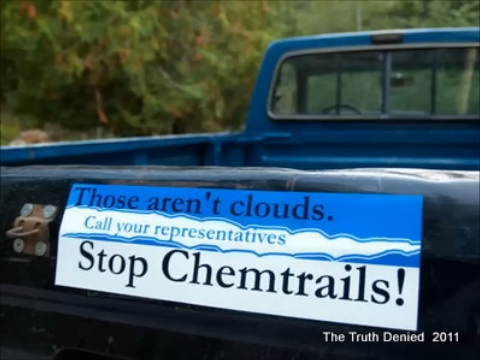 Those aren't clouds.
Call your representatives
Stop Chemtrails!
The Truth Denied 2011